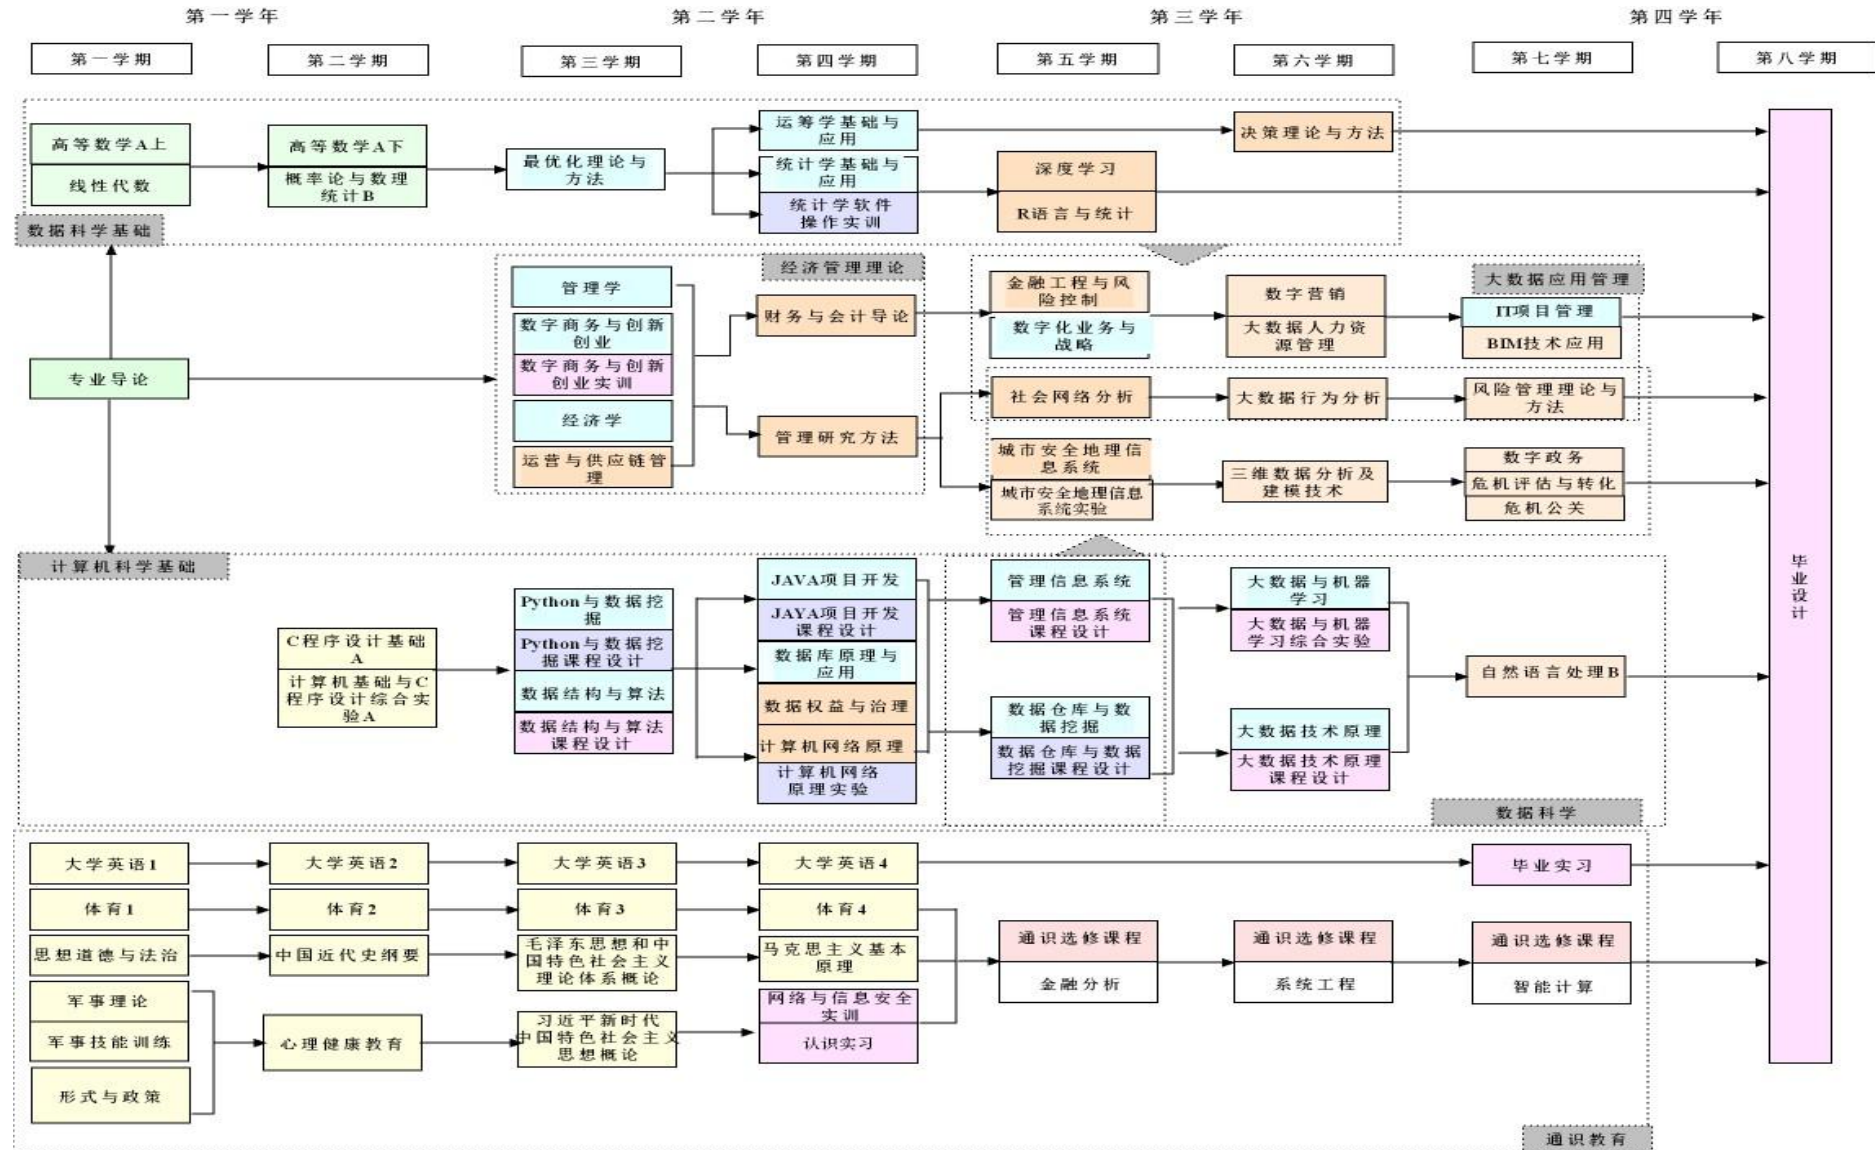 第一学年
第二学年
第三学年
第四学年
第一学期
第二学期
第三学期
第四学期
第五学期
第六学期
第七学期
第八学期
高等数学A上
线性代数
高等数学A下
概率论与数理
统计B
最优化理论与
方法
运筹学基础与
应用
统计学基础与
应用
统计学软件
操作实训
深度学习
R语言与统计
决策理论与方法
数据科学基础
专业导论
经济管理理论
管理学
数字商务与创新
创业
数字商务与创新
创业实训
经济学
运营与供应链管
理
财务与会计导论
管理研究方法
大数据应用管理
金融工程与风
险控制
数字化业务与
战略
数字营销
大数据人力资
源管理
IT项目管理
BIM技术应用
社会网络分析
大数据行为分析
风险管理理论与
方法
城市安全地理信
息系统
城市安全地理信息
系统实验
三维数据分析及
建模技术
数字政务
危机评估与转化
危机公关
计算机科学基础
C程序设计基础
A
计算机基础与C
程序设计综合实
验A
Python与数据挖
掘
Python与数据挖
掘课程设计
数据结构与算法
数据结构与算法
课程设计
JAVA项目开发
JAYA项目开发
课程设计
数据库原理与
应用
数据权益与治理
计算机网络原理
计算机网络
原理实验
管理信息系统
管理信息系统
课程设计
数据仓库与数
据挖掘
数据仓库与数据
挖掘课程设计
大数据与机器
学习
大数据与机器
学习综合实验
大数据技术原理
大数据技术原理
课程设计
自然语言处理B
数据科学
毕业设计
大学英语1
大学英语2
大学英语3
大学英语4
毕业实习
体育1
体育2
体育3
体育4
思想道德与法治
中国近代史纲要
毛泽东思想和中
国特色社会主义
理论体系概论
马克思主义基本
原理
通识选修课程
金融分析
通识选修课程
系统工程
通识选修课程
智能计算
军事理论
军事技能训练
形式与政策
心理健康教育
习近平新时代
中国特色社会主义
思想概论
网络与信息安全
实训
认识实习
通识教育